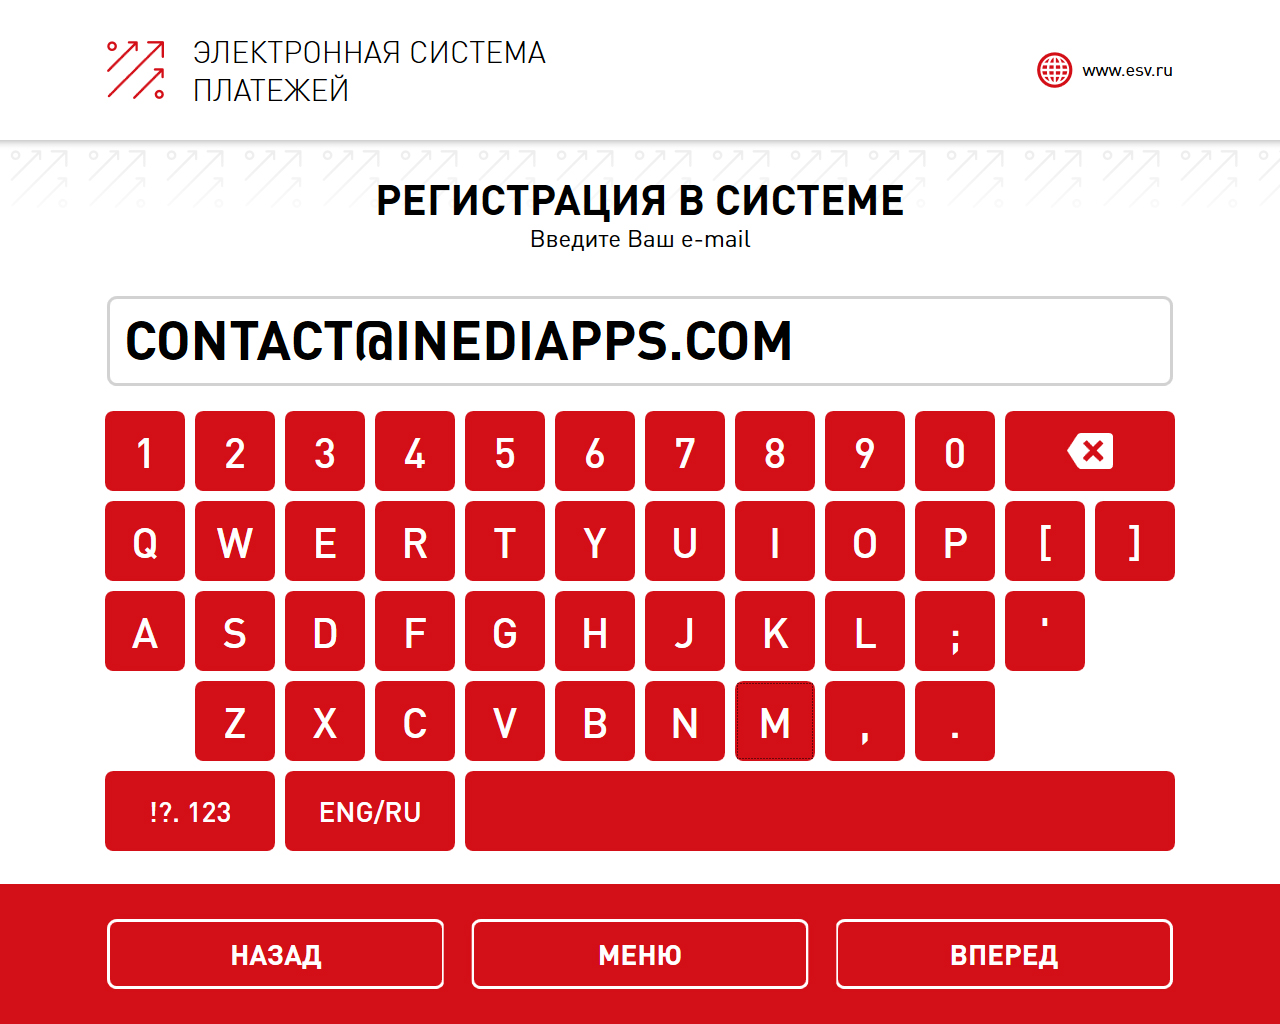 ЭЛЕКТРОННАЯ СИСТЕМА
ПЛАТЕЖЕЙ
www.esv.ru
РЕГИСТРАЦИЯ В СИСТЕМЕ
Введите Ваш e-mail
CONTACT@INEDIAPPS.COM
1 2 3 4 5 6 7 8 9 0
Q W E R T Y U I O P [ ]
A S D F G H J K L ; '
Z X C V B N M , .
!?. 123 ENG/RU
НАЗАД МЕНЮ ВПЕРЕД